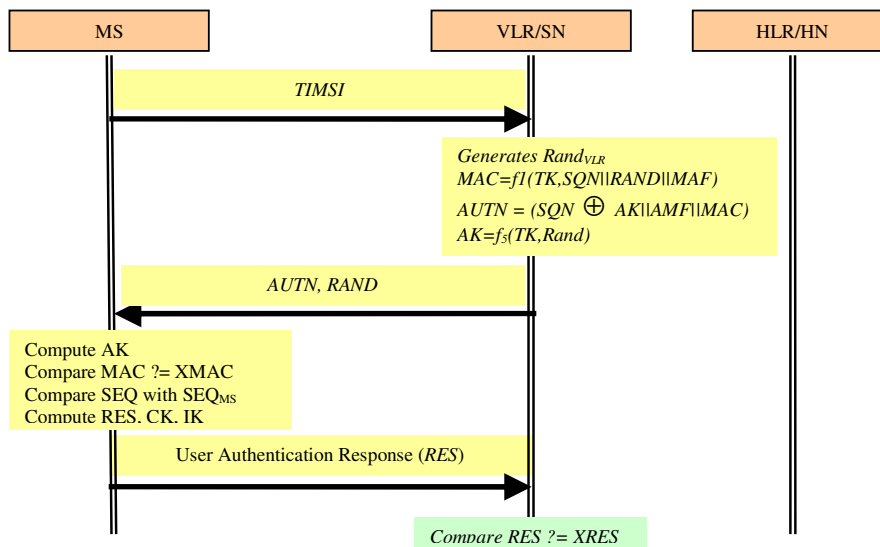 MS
VLR/SN
HLR/HN
TIMSI
Generates Rand_VLR
MAC=f1(TK,SQN||RAND||MAF)
AUTN = (SQN ⊕ AK||AMF||MAC)
AK=f₅(TK,Rand)
AUTN, RAND
Compute AK
Compare MAC ?= XMAC
Compare SEQ with SEQ_MS
Compute RES, CK, IK
User Authentication Response (RES)
Compare RES ?= XRES